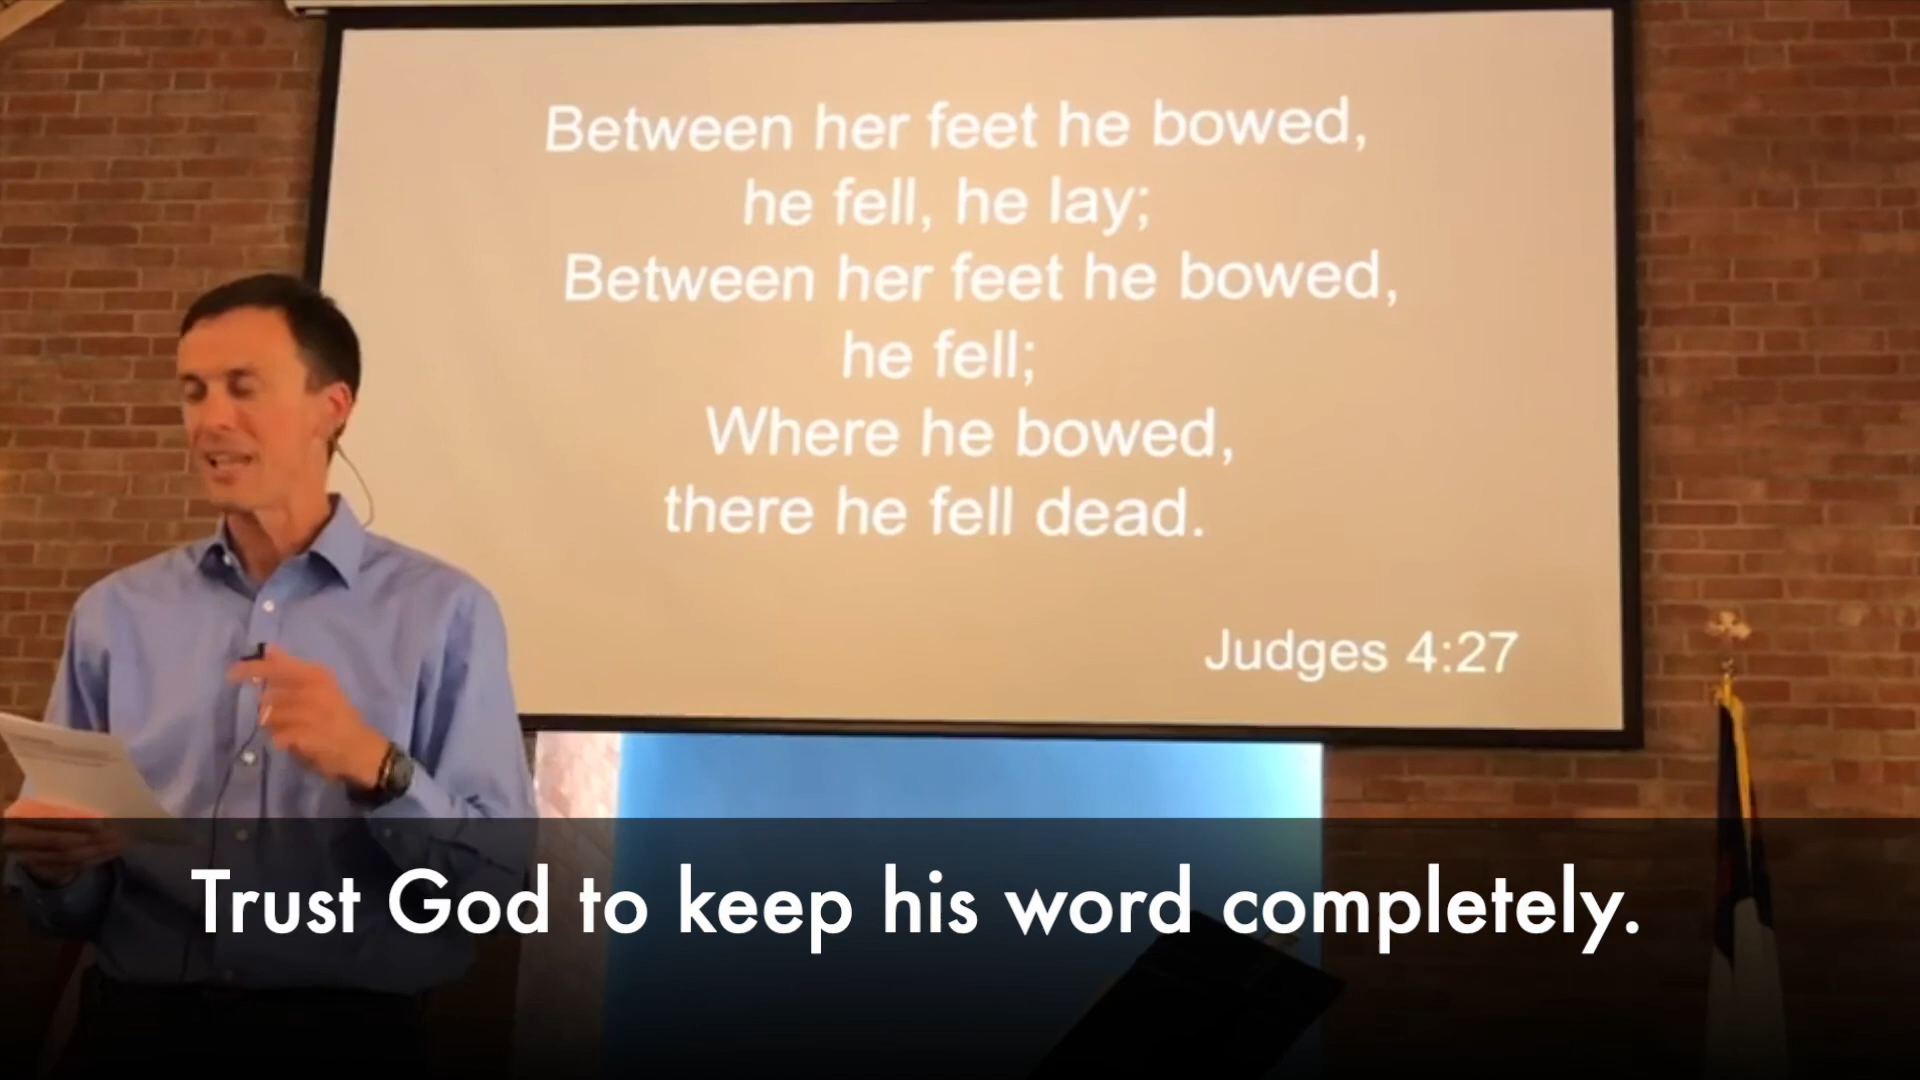 Between her feet he bowed,
he fell, he lay;
Between her feet he bowed,
he fell;
Where he bowed,
there he fell dead.
Judges 4:27
Trust God to keep his word completely.